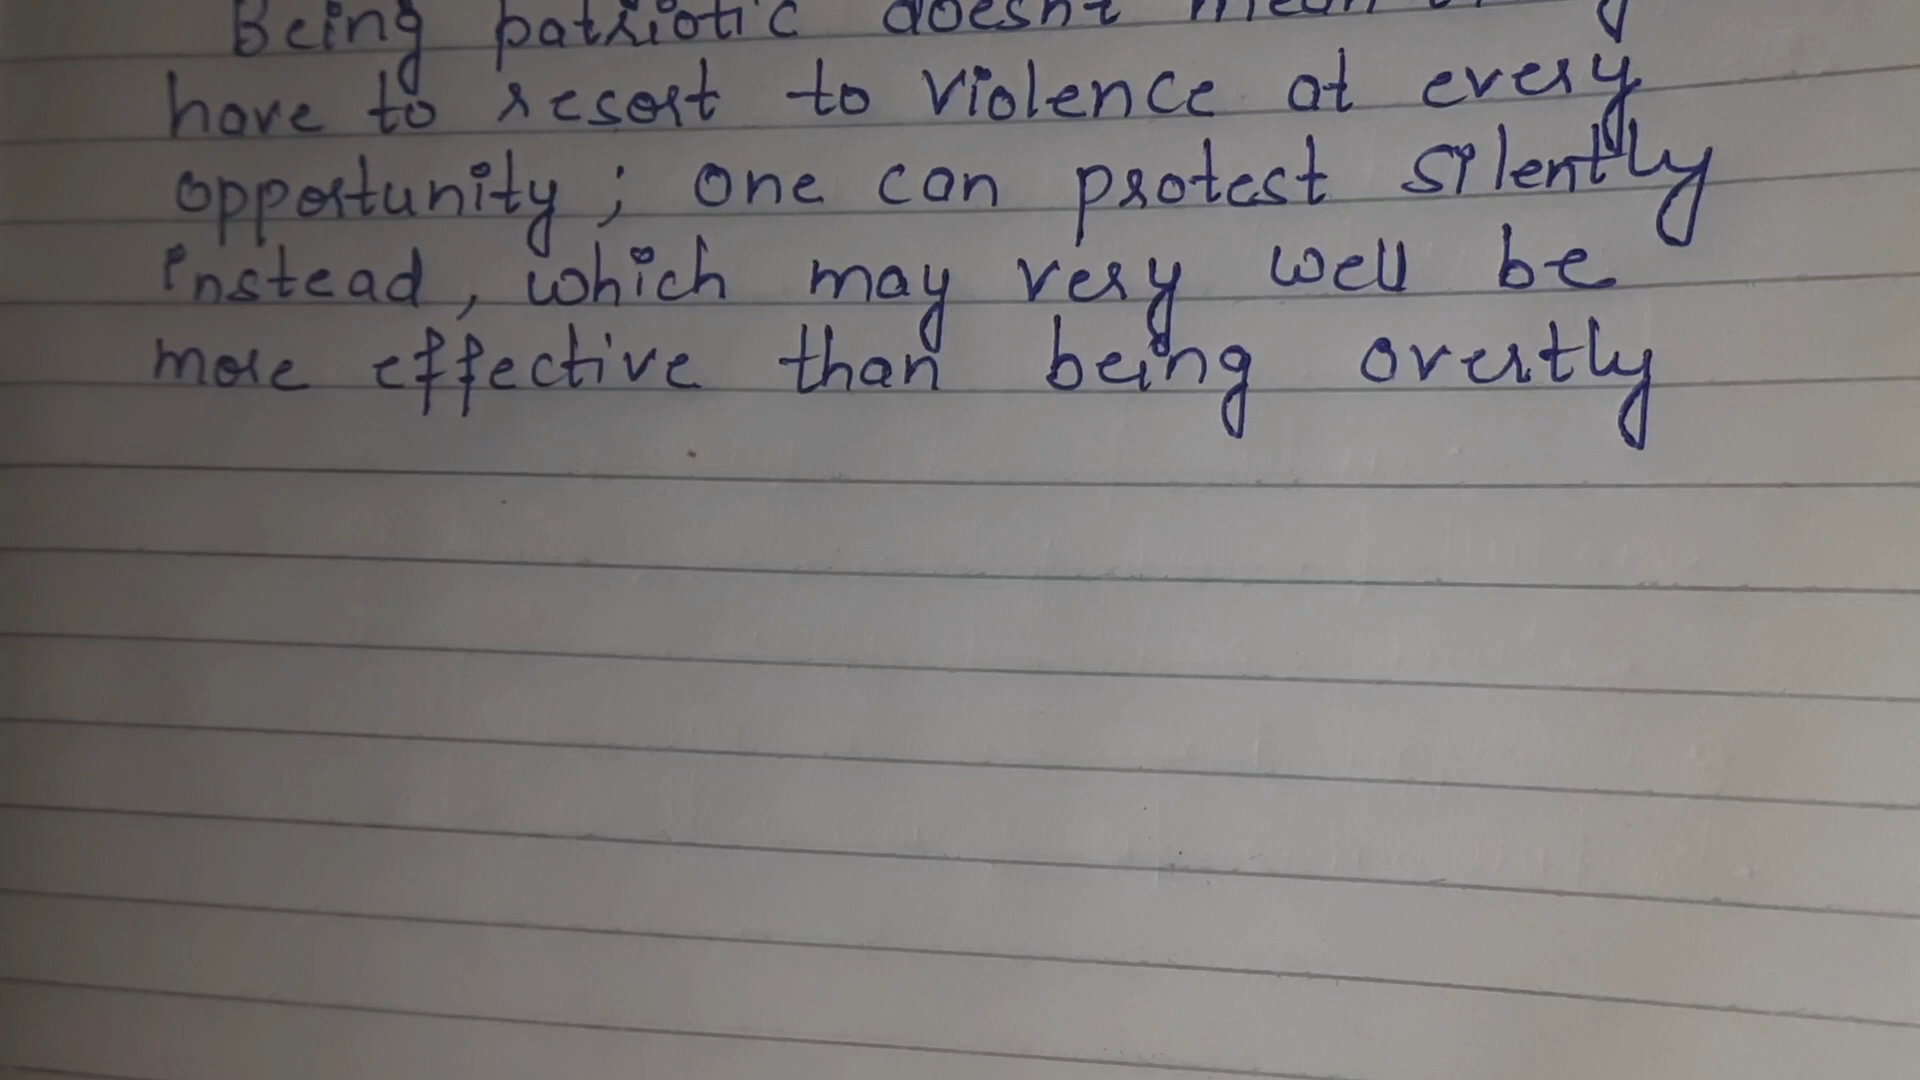 Being patriotic doesn't mean
have to resort to violence at every
opportunity; one can protest silently
instead, which may very well be
more effective than being overtly